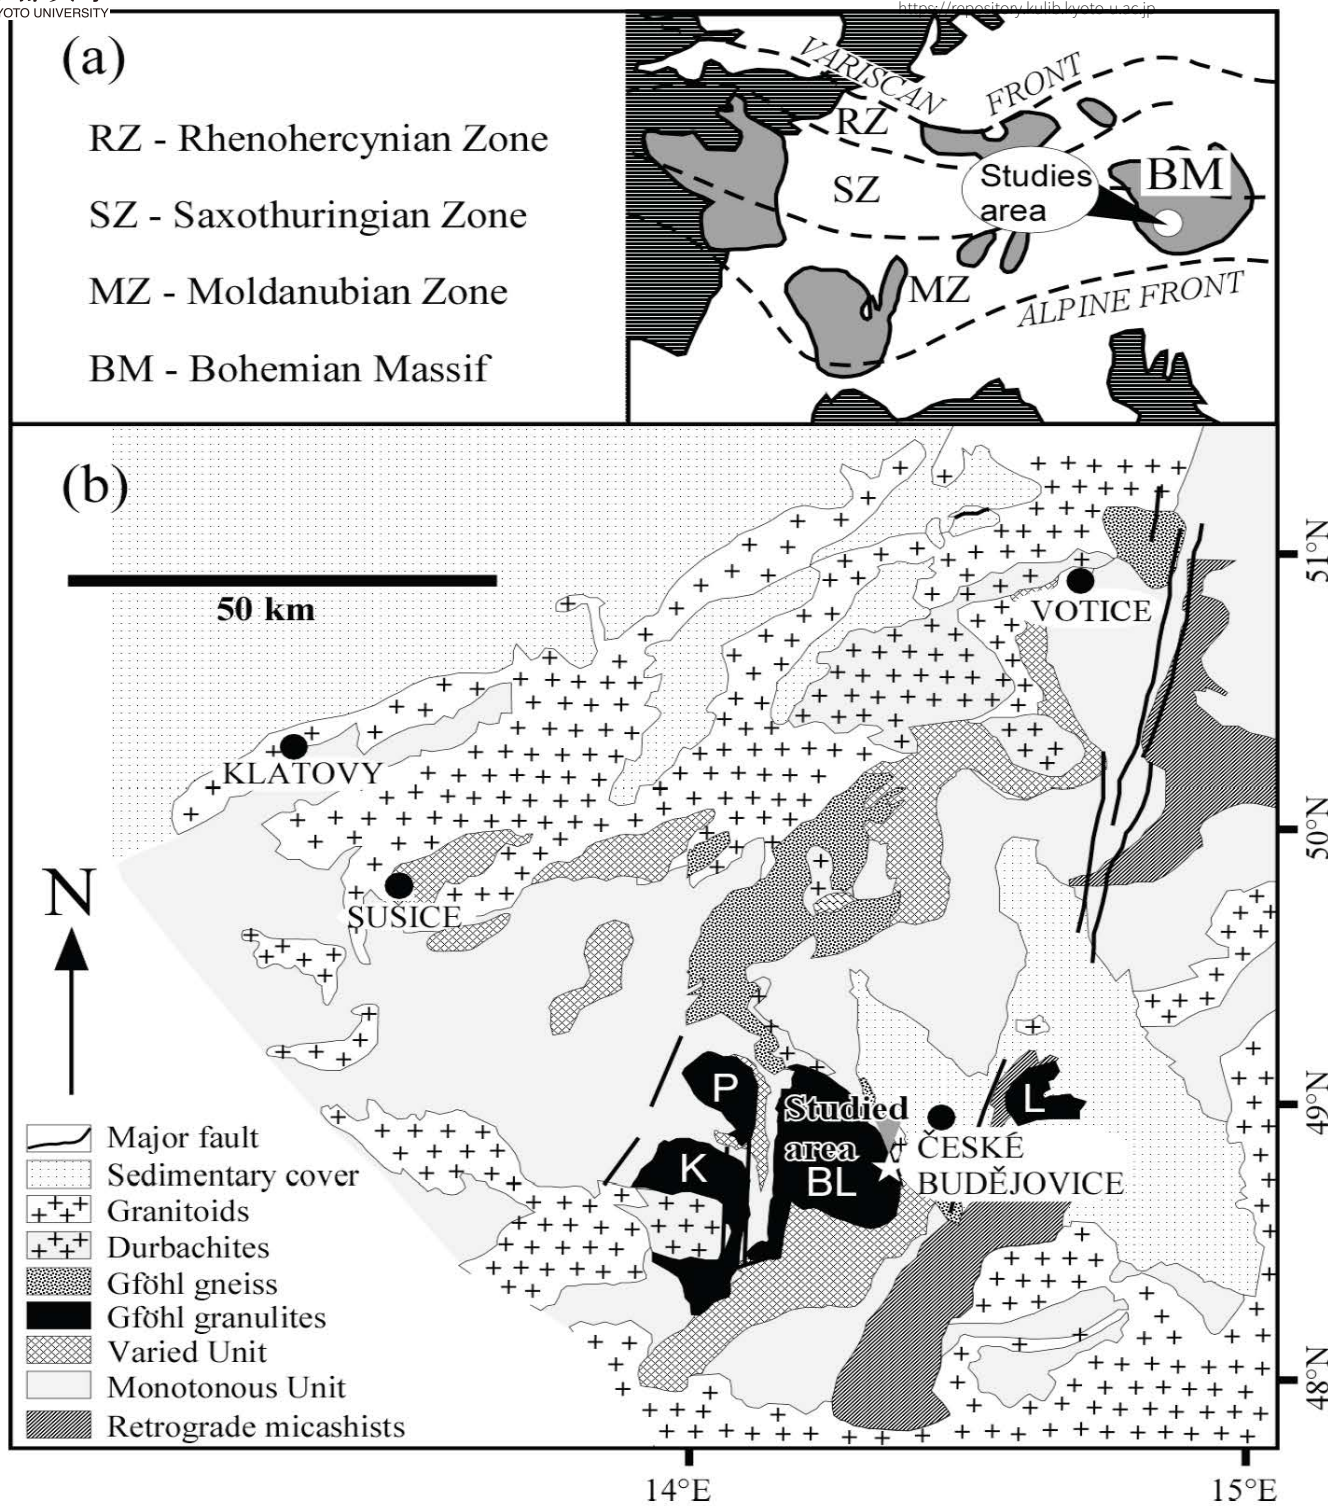 YOTO UNIVERSITY
https://repository.kulib.kyoto-u.ac.jp
(a)
RZ - Rhenohercynian Zone
SZ - Saxothuringian Zone
MZ - Moldanubian Zone
BM - Bohemian Massif
VARISCAN
FRONT
RZ
SZ
Studies
area
BM
MZ
ALPINE FRONT
(b)
50 km
VOTICE
51°N
KLATOVY
50°N
SUŠICE
N
P
L
49°N
Studied
area
K
BL
ČESKÉ
BUDĚJOVICE
Major fault
Sedimentary cover
Granitoids
Durbachites
Gföhl gneiss
Gföhl granulites
Varied Unit
Monotonous Unit
Retrograde micashists
48°N
14°E
15°E